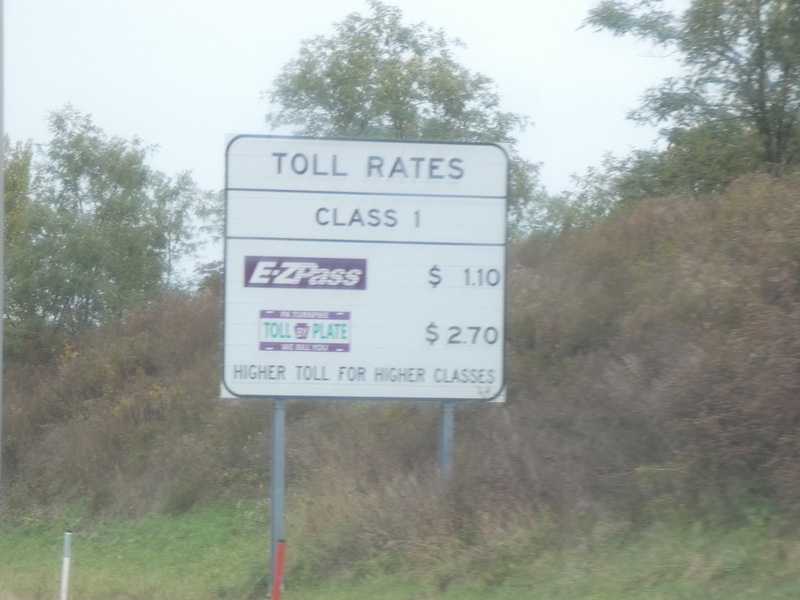 TOLL RATES
CLASS 1
E-ZPass $ 1.10
PA TURNPIKE
TOLL BY PLATE $ 2.70
WE BILL YOU
HIGHER TOLL FOR HIGHER CLASSES